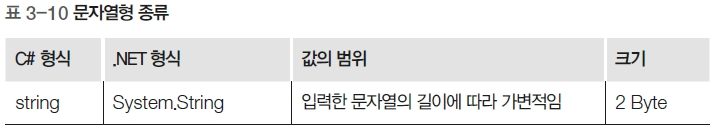 표 3-10 문자열형 종류
C# 형식 .NET 형식 값의 범위 크기
string System.String 입력한 문자열의 길이에 따라 가변적임 2 Byte